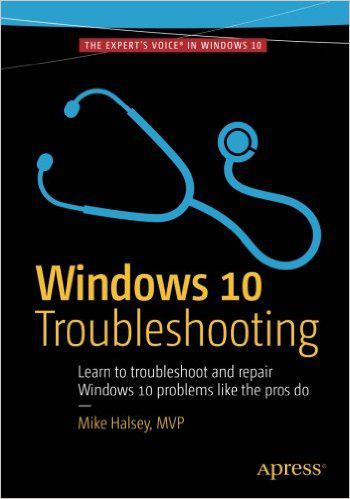 THE EXPERT'S VOICE® IN WINDOWS 10
Windows 10
Troubleshooting
Learn to troubleshoot and repair
Windows 10 problems like the pros do
—
Mike Halsey, MVP
Apress®